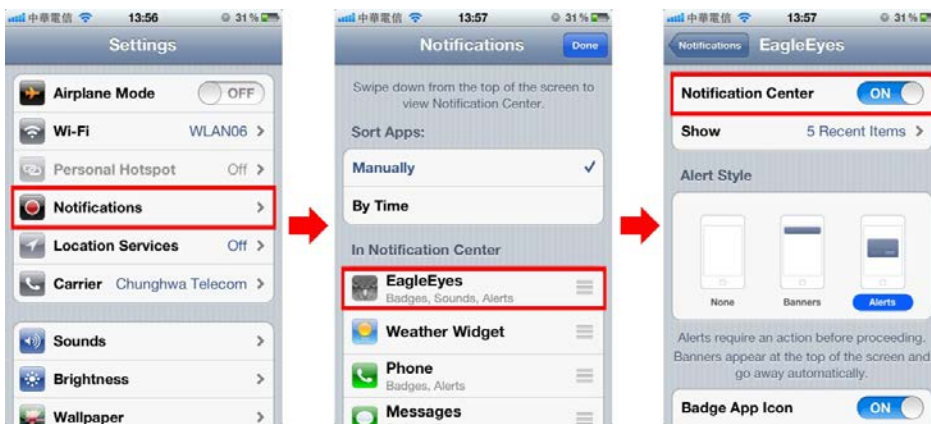 中華電信 13:56 31%
Settings
Airplane Mode OFF
Wi-Fi WLAN06
Personal Hotspot Off
Notifications
Location Services Off
Carrier Chunghwa Telecom
Sounds
Brightness
Wallpaper
中華電信 13:57 31%
Notifications Done
Swipe down from the top of the screen to
view Notification Center.
Sort Apps:
Manually
By Time
In Notification Center
EagleEyes
Badges, Sounds, Alerts
Weather Widget
Phone
Badges, Alerts
Messages
中華電信 13:57 31%
Notifications EagleEyes
Notification Center ON
Show 5 Recent Items
Alert Style
None Banners Alerts
Alerts require an action before proceeding.
Banners appear at the top of the screen and
go away automatically.
Badge App Icon ON